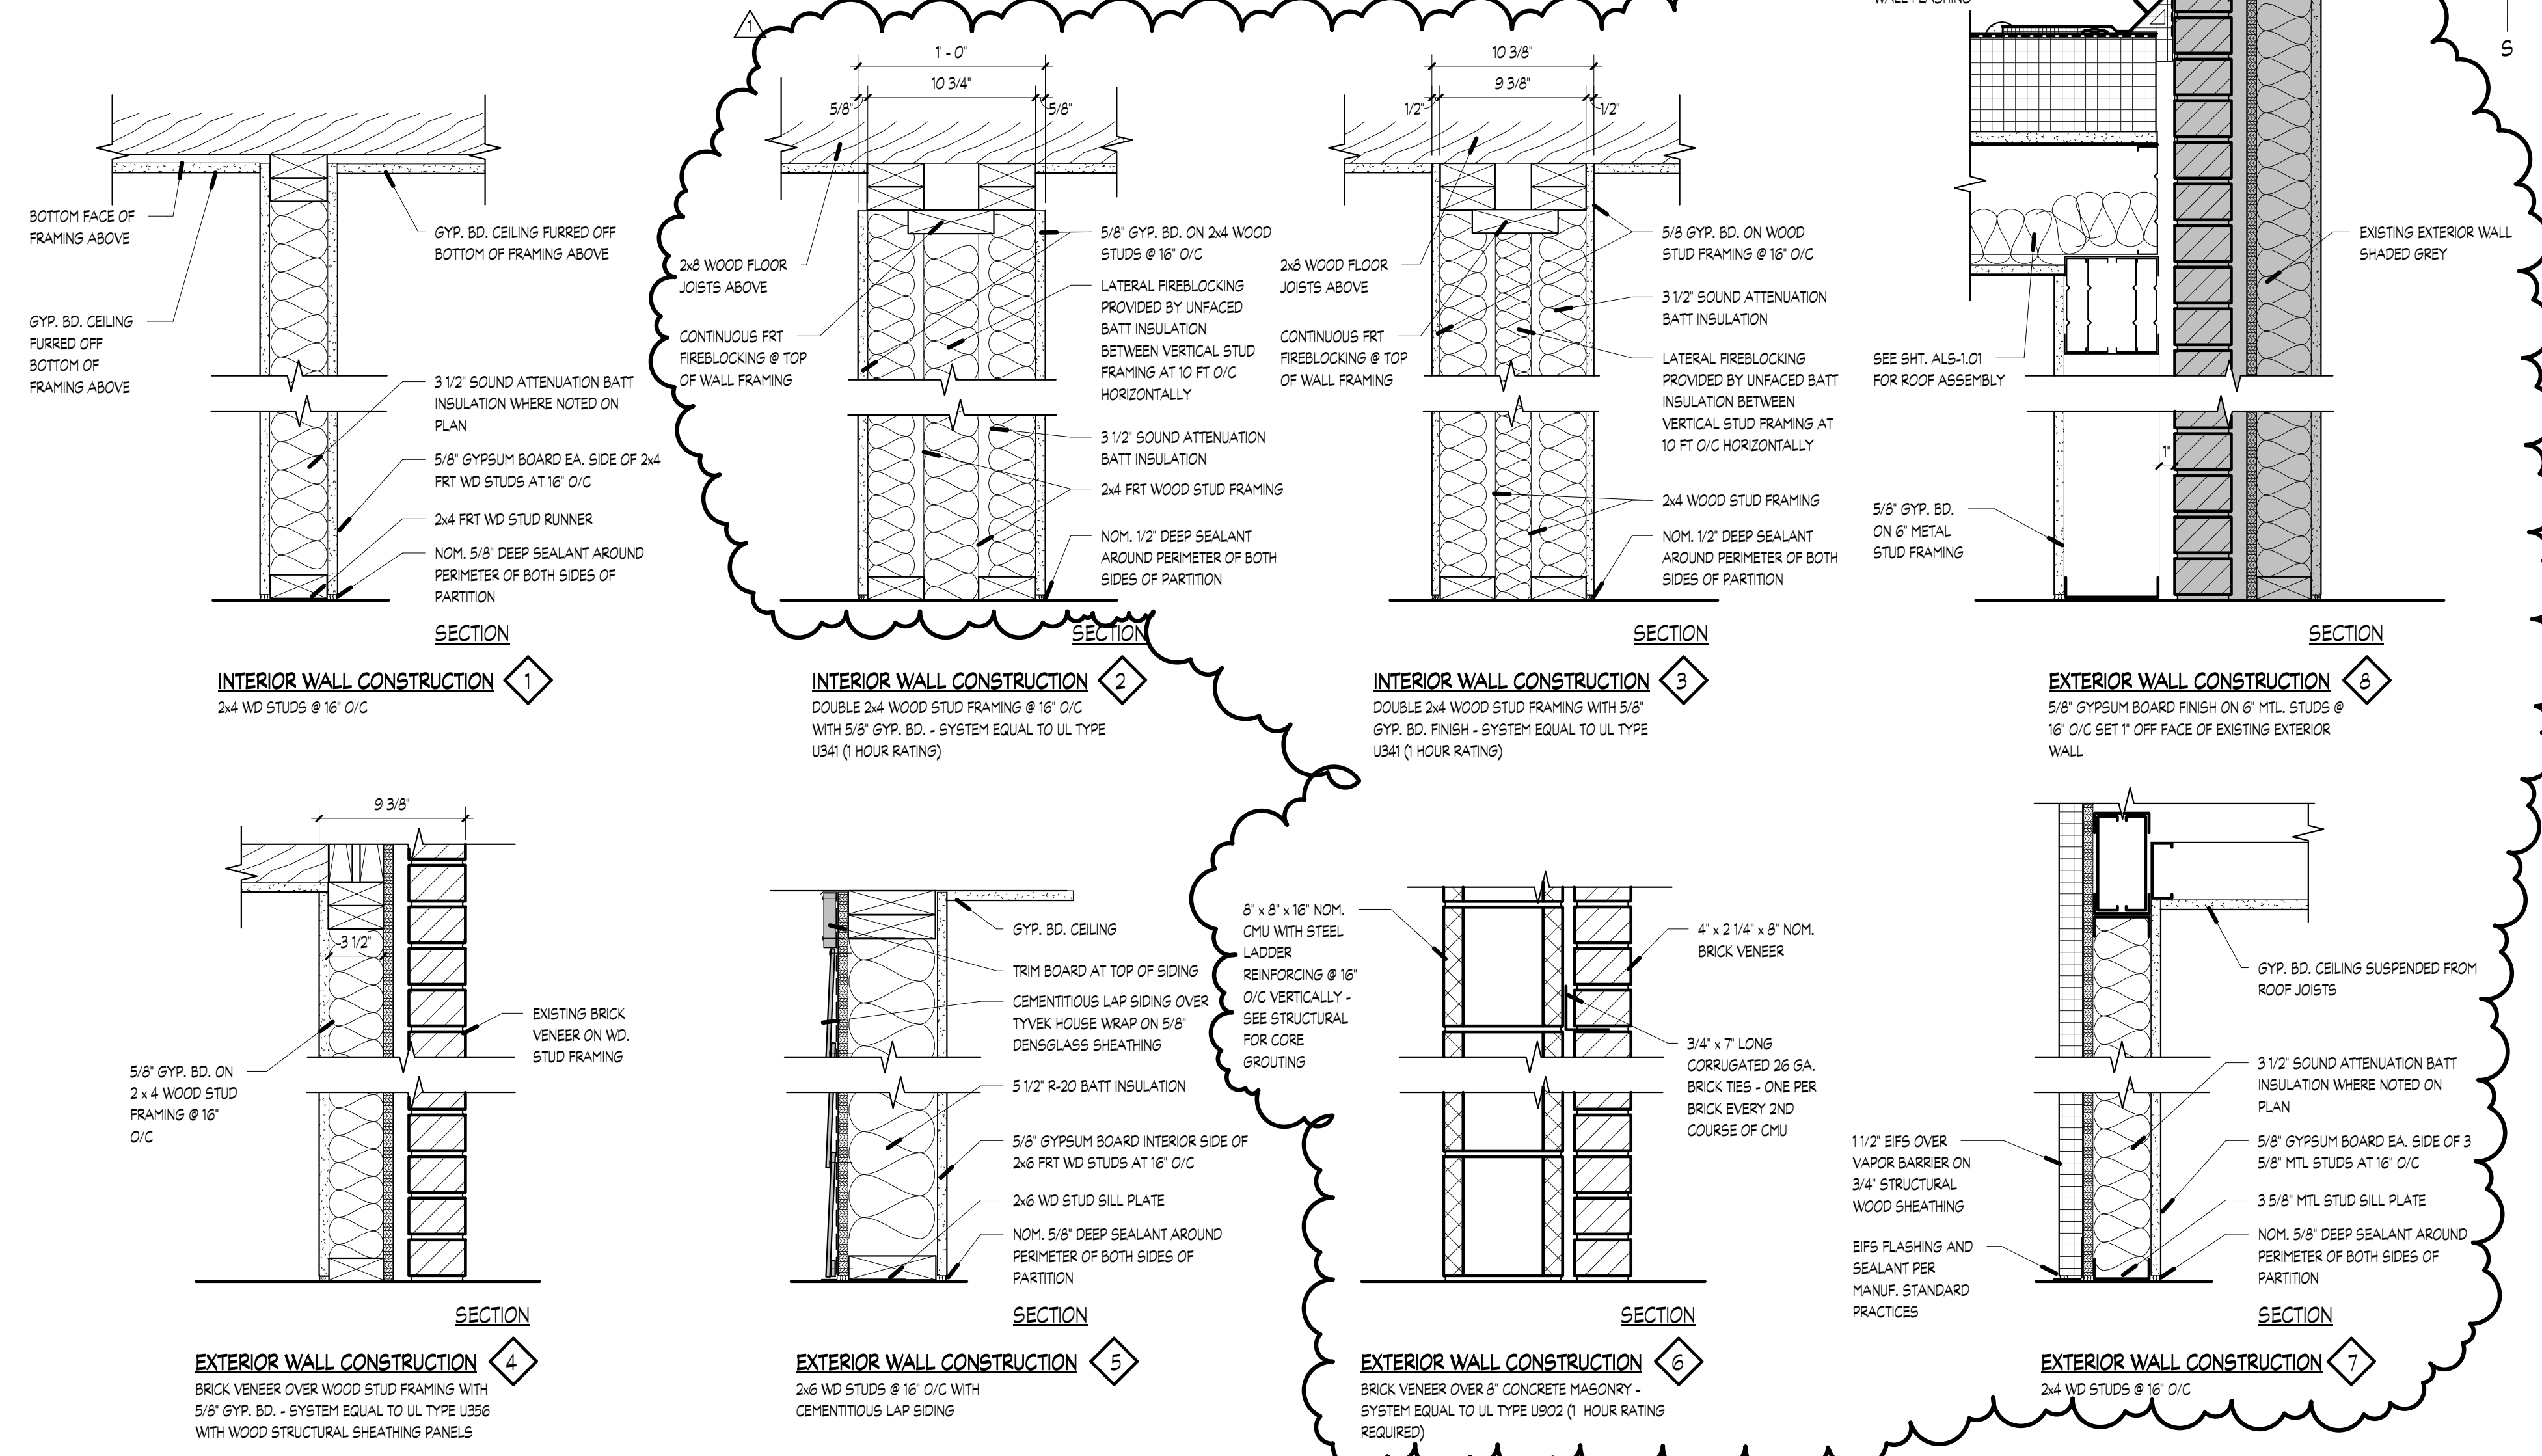 WALL FLASHING
1
S
BOTTOM FACE OF
FRAMING ABOVE
GYP. BD. CEILING
FURRED OFF
BOTTOM OF
FRAMING ABOVE
GYP. BD. CEILING FURRED OFF
BOTTOM OF FRAMING ABOVE
3 1/2" SOUND ATTENUATION BATT
INSULATION WHERE NOTED ON
PLAN
5/8" GYPSUM BOARD EA. SIDE OF 2x4
FRT WD STUDS AT 16" O/C
2x4 FRT WD STUD RUNNER
NOM. 5/8" DEEP SEALANT AROUND
PERIMETER OF BOTH SIDES OF
PARTITION
SECTION
INTERIOR WALL CONSTRUCTION 1
2x4 WD STUDS @ 16" O/C
1' - 0"
10 3/4"
5/8"
5/8"
2x8 WOOD FLOOR
JOISTS ABOVE
CONTINUOUS FRT
FIREBLOCKING @ TOP
OF WALL FRAMING
5/8" GYP. BD. ON 2x4 WOOD
STUDS @ 16" O/C
LATERAL FIREBLOCKING
PROVIDED BY UNFACED
BATT INSULATION
BETWEEN VERTICAL STUD
FRAMING AT 10 FT O/C
HORIZONTALLY
3 1/2" SOUND ATTENUATION
BATT INSULATION
2x4 FRT WOOD STUD FRAMING
NOM. 1/2" DEEP SEALANT
AROUND PERIMETER OF BOTH
SIDES OF PARTITION
SECTION
INTERIOR WALL CONSTRUCTION 2
DOUBLE 2x4 WOOD STUD FRAMING @ 16" O/C
WITH 5/8" GYP. BD. - SYSTEM EQUAL TO UL TYPE
U341 (1 HOUR RATING)
10 3/8"
9 3/8"
1/2"
1/2"
2x8 WOOD FLOOR
JOISTS ABOVE
CONTINUOUS FRT
FIREBLOCKING @ TOP
OF WALL FRAMING
5/8 GYP. BD. ON WOOD
STUD FRAMING @ 16" O/C
3 1/2" SOUND ATTENUATION
BATT INSULATION
LATERAL FIREBLOCKING
PROVIDED BY UNFACED BATT
INSULATION BETWEEN
VERTICAL STUD FRAMING AT
10 FT O/C HORIZONTALLY
2x4 WOOD STUD FRAMING
NOM. 1/2" DEEP SEALANT
AROUND PERIMETER OF BOTH
SIDES OF PARTITION
SECTION
INTERIOR WALL CONSTRUCTION 3
DOUBLE 2x4 WOOD STUD FRAMING WITH 5/8"
GYP. BD. FINISH - SYSTEM EQUAL TO UL TYPE
U341 (1 HOUR RATING)
EXISTING EXTERIOR WALL
SHADED GREY
SEE SHT. ALS-1.01
FOR ROOF ASSEMBLY
1"
5/8" GYP. BD.
ON 6" METAL
STUD FRAMING
SECTION
EXTERIOR WALL CONSTRUCTION 8
5/8" GYPSUM BOARD FINISH ON 6" MTL. STUDS @
16" O/C SET 1" OFF FACE OF EXISTING EXTERIOR
WALL
9 3/8"
3 1/2"
EXISTING BRICK
VENEER ON WD.
STUD FRAMING
5/8" GYP. BD. ON
2 x 4 WOOD STUD
FRAMING @ 16"
O/C
SECTION
EXTERIOR WALL CONSTRUCTION 4
BRICK VENEER OVER WOOD STUD FRAMING WITH
5/8" GYP. BD. - SYSTEM EQUAL TO UL TYPE U356
WITH WOOD STRUCTURAL SHEATHING PANELS
GYP. BD. CEILING
TRIM BOARD AT TOP OF SIDING
CEMENTITIOUS LAP SIDING OVER
TYVEK HOUSE WRAP ON 5/8"
DENSGLASS SHEATHING
5 1/2" R-20 BATT INSULATION
5/8" GYPSUM BOARD INTERIOR SIDE OF
2x6 FRT WD STUDS AT 16" O/C
2x6 WD STUD SILL PLATE
NOM. 5/8" DEEP SEALANT AROUND
PERIMETER OF BOTH SIDES OF
PARTITION
SECTION
EXTERIOR WALL CONSTRUCTION 5
2x6 WD STUDS @ 16" O/C WITH
CEMENTITIOUS LAP SIDING
8" x 8" x 16" NOM.
CMU WITH STEEL
LADDER
REINFORCING @ 16"
O/C VERTICALLY -
SEE STRUCTURAL
FOR CORE
GROUTING
4" x 2 1/4" x 8" NOM.
BRICK VENEER
3/4" x 7" LONG
CORRUGATED 26 GA.
BRICK TIES - ONE PER
BRICK EVERY 2ND
COURSE OF CMU
SECTION
EXTERIOR WALL CONSTRUCTION 6
BRICK VENEER OVER 8" CONCRETE MASONRY -
SYSTEM EQUAL TO UL TYPE U902 (1 HOUR RATING
REQUIRED)
GYP. BD. CEILING SUSPENDED FROM
ROOF JOISTS
3 1/2" SOUND ATTENUATION BATT
INSULATION WHERE NOTED ON
PLAN
5/8" GYPSUM BOARD EA. SIDE OF 3
5/8" MTL STUDS AT 16" O/C
3 5/8" MTL STUD SILL PLATE
NOM. 5/8" DEEP SEALANT AROUND
PERIMETER OF BOTH SIDES OF
PARTITION
1 1/2" EIFS OVER
VAPOR BARRIER ON
3/4" STRUCTURAL
WOOD SHEATHING
EIFS FLASHING AND
SEALANT PER
MANUF. STANDARD
PRACTICES
SECTION
EXTERIOR WALL CONSTRUCTION 7
2x4 WD STUDS @ 16" O/C